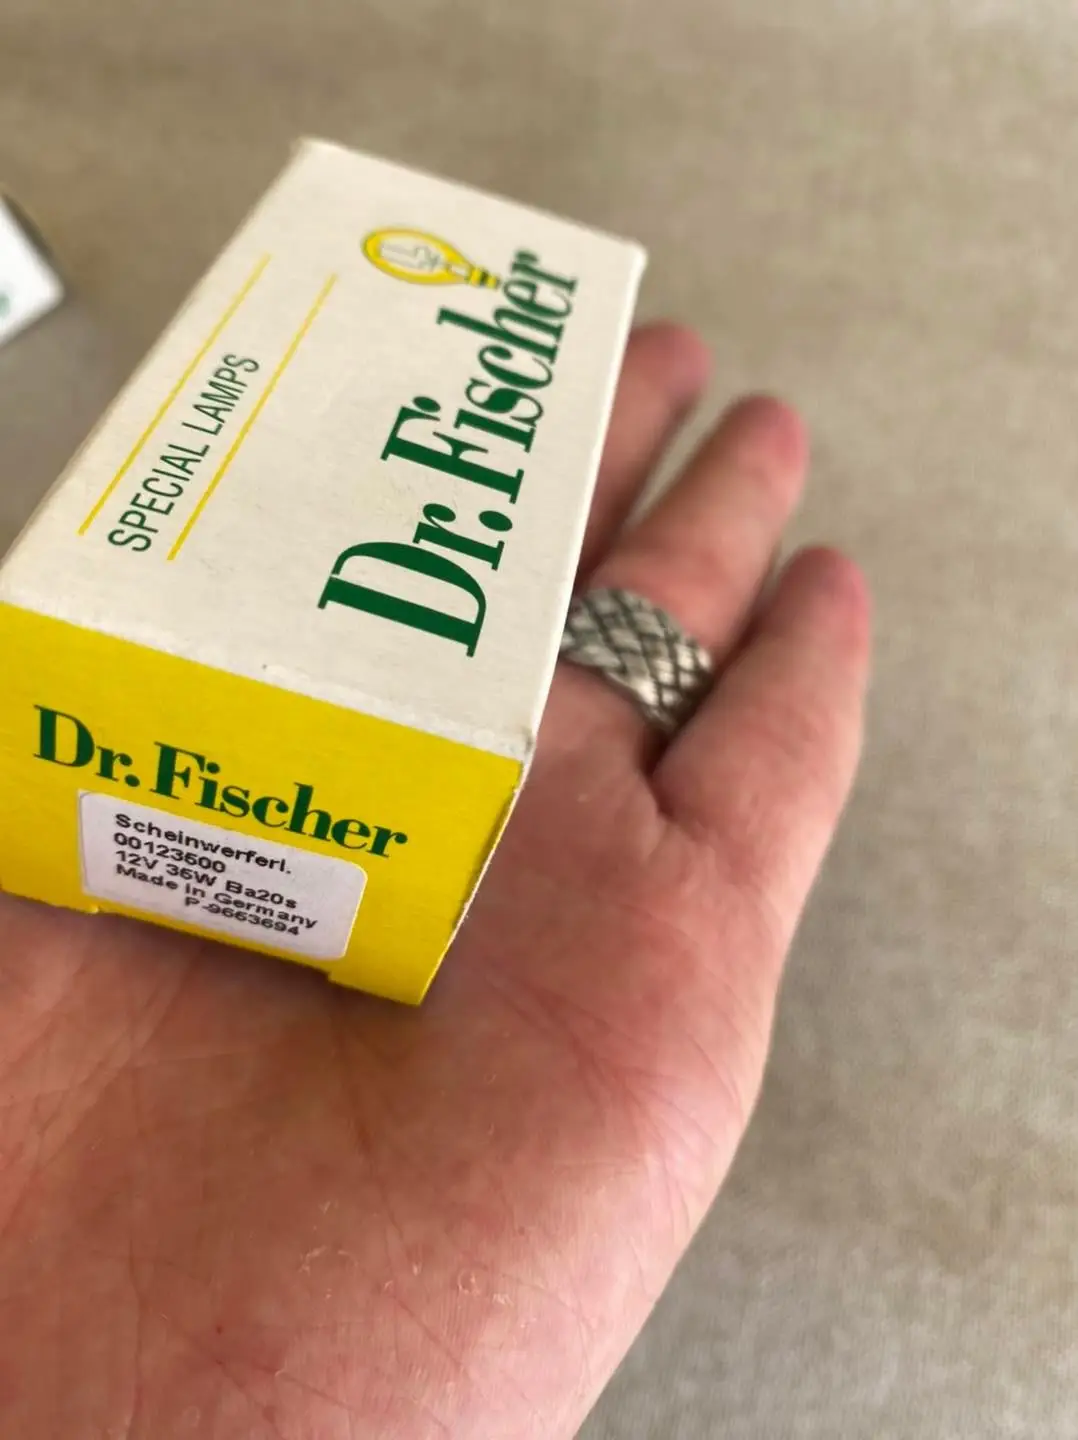 SPECIAL LAMPS
Dr. Fischer
Dr. Fischer
Scheinwerferl.
00123500
12V 35W Ba20s
Made in Germany
P-9663694